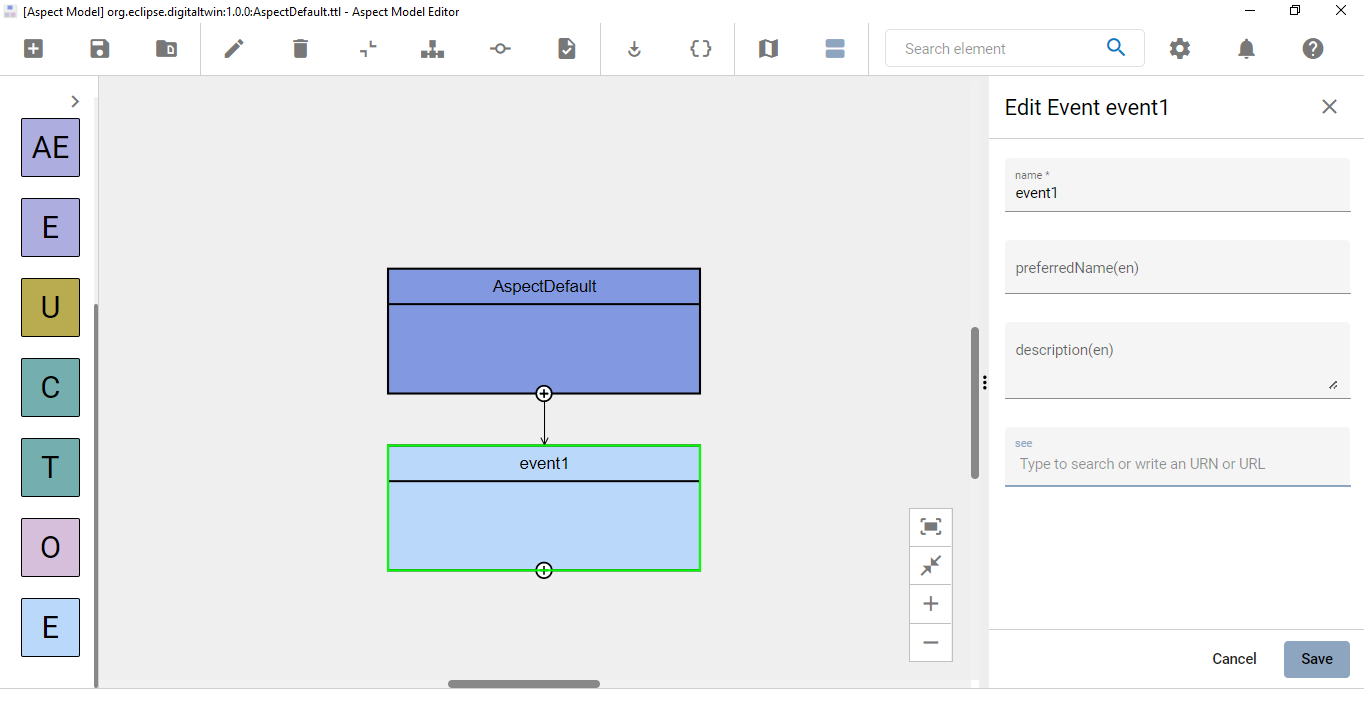 [Aspect Model] org.eclipse.digitaltwin:1.0.0:AspectDefault.ttl - Aspect Model Editor
Search element
AE
E
U
C
T
O
E
AspectDefault
event1
Edit Event event1
name *
event1
preferredName(en)
description(en)
see
Type to search or write an URN or URL
Cancel
Save